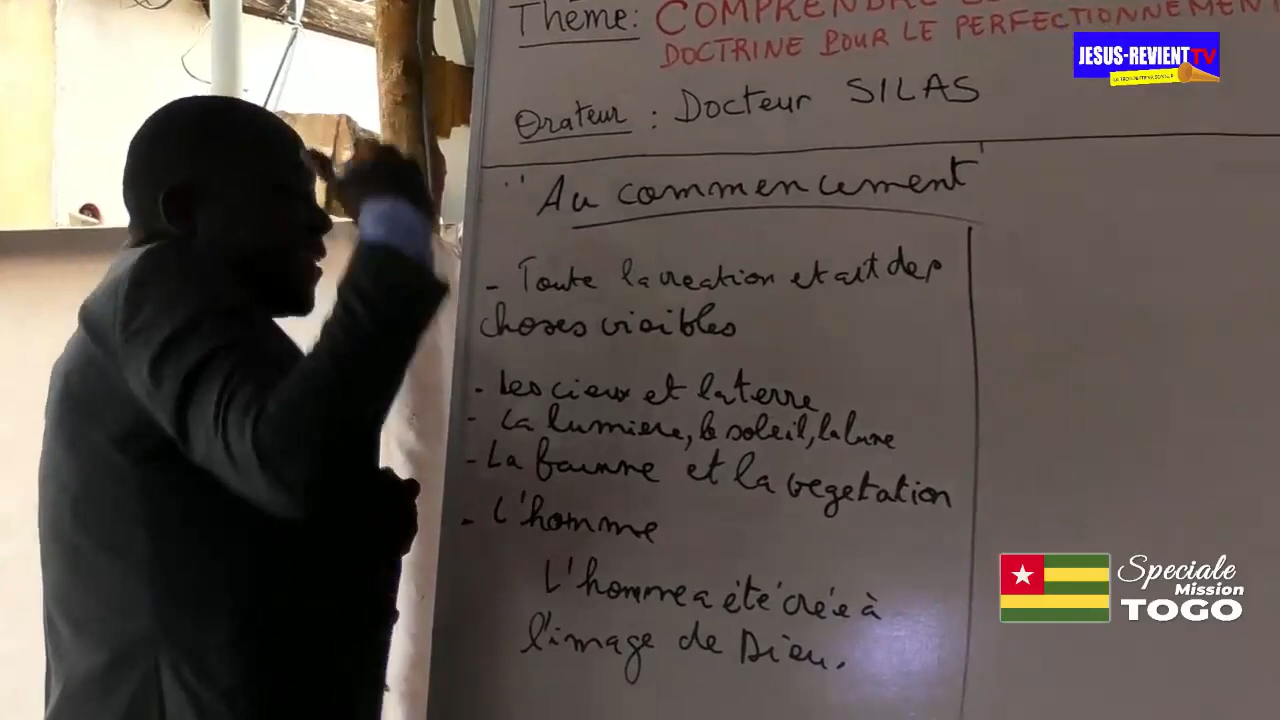 Thème: COMPRENDRE
DOCTRINE POUR LE PERFECTIONNEMENT
JESUS-REVIENT TV
Orateur : Docteur SILAS
'' Au commencement
- Toute la creation etait des
choses visibles
- Les cieux et la terre
- La lumiere, le soleil, la lune
- La faunne et la vegetation
- L'homme
L'homme a été créé à
l'image de Dieu.
Speciale
Mission
TOGO